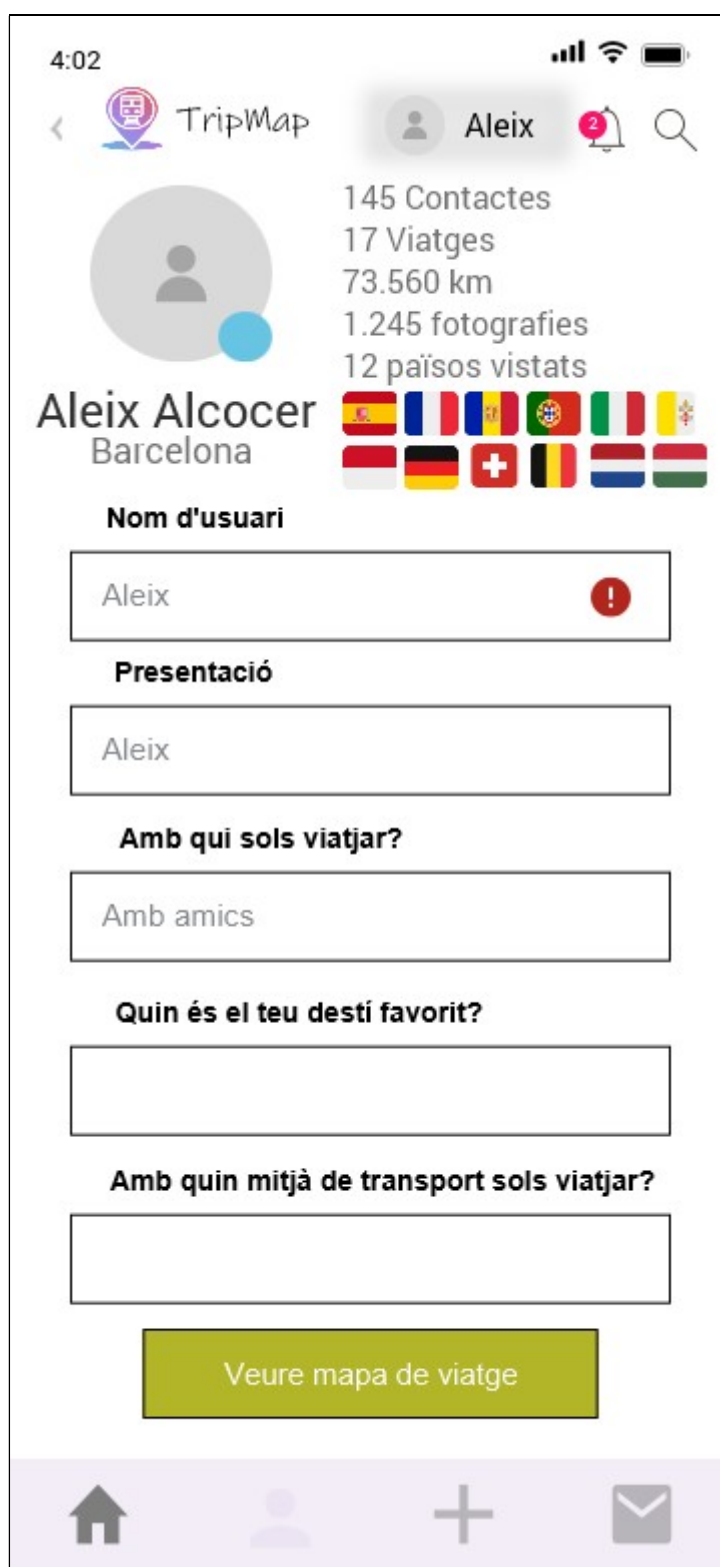 4:02
TripMap
Aleix
2
145 Contactes
17 Viatges
73.560 km
1.245 fotografies
12 països vistats
Aleix Alcocer
Barcelona
Nom d'usuari
Aleix
Presentació
Aleix
Amb qui sols viatjar?
Amb amics
Quin és el teu destí favorit?
Amb quin mitjà de transport sols viatjar?
Veure mapa de viatge